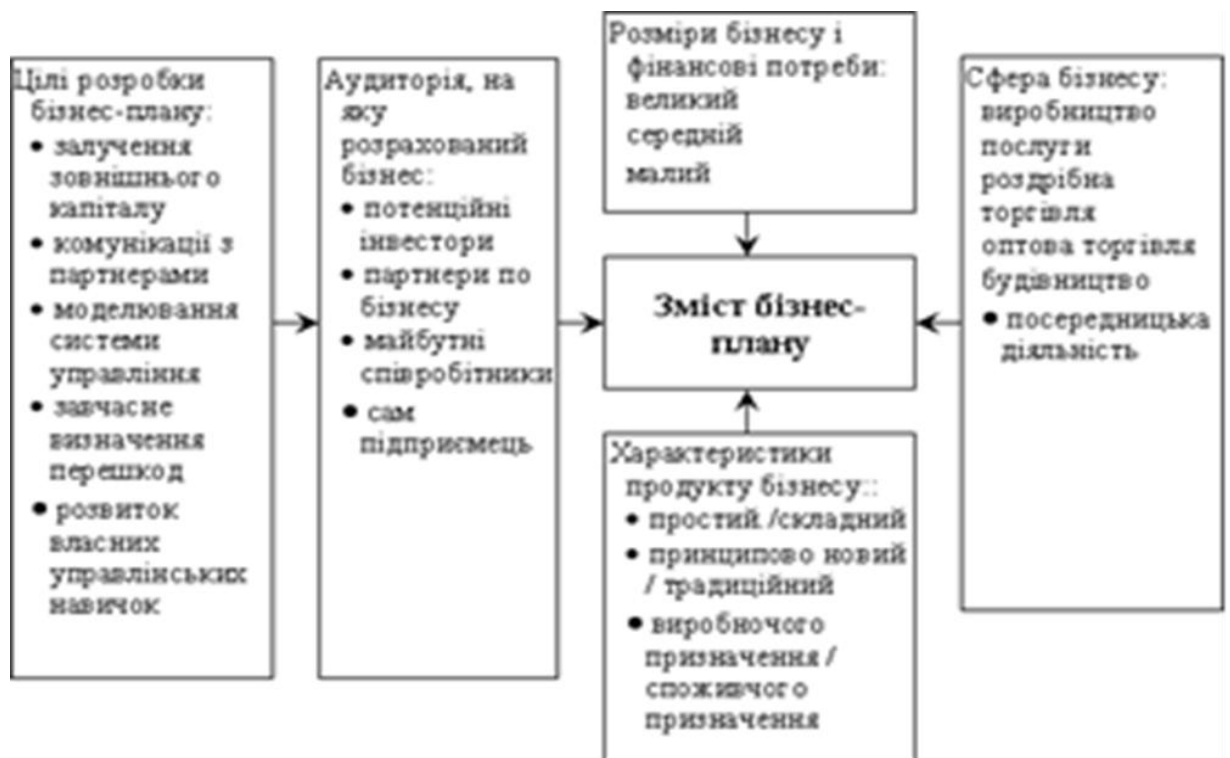 Цілі розробки
бізнес-плану:
• залучення
зовнішнього
капіталу
• комунікації з
партнерами
• моделювання
системи
управління
• завчасне
визначення
перешкод
• розвиток
власних
управлінських
навичок
Аудиторія, на
яку
розрахований
бізнес:
• потенційні
інвестори
• партнери по
бізнесу
• майбутні
співробітники
• сам
підприємець
Розміри бізнесу і
фінансові потреби:
великий
середній
малий
Зміст бізнес-
плану
Характеристики
продукту бізнесу::
• простий /складний
• принципово новий
/ традиційний
• виробночого
призначення /
споживчого
призначення
Сфера бізнесу:
виробництво
послуги
роздрібна
торгівля
оптова торгівля
будівництво
• посередницька
діяльність